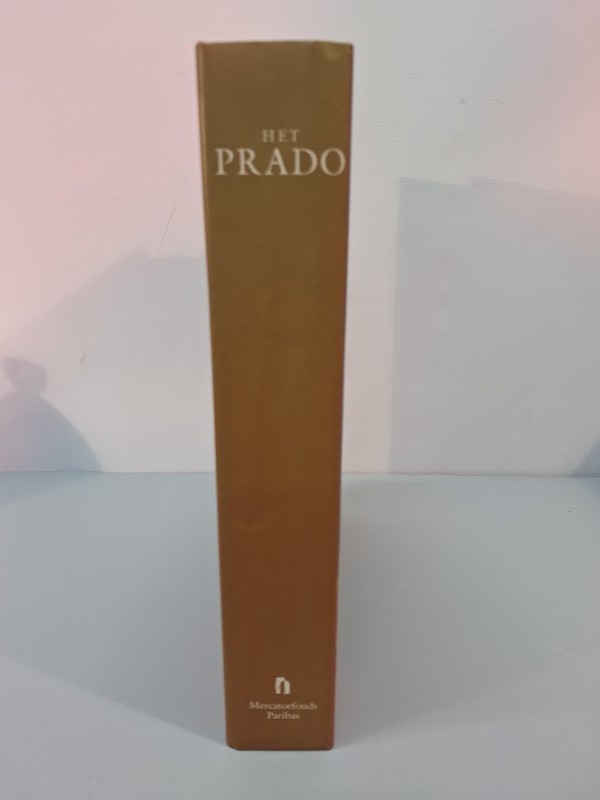 HET
PRADO
Mercatorfonds
Paribas